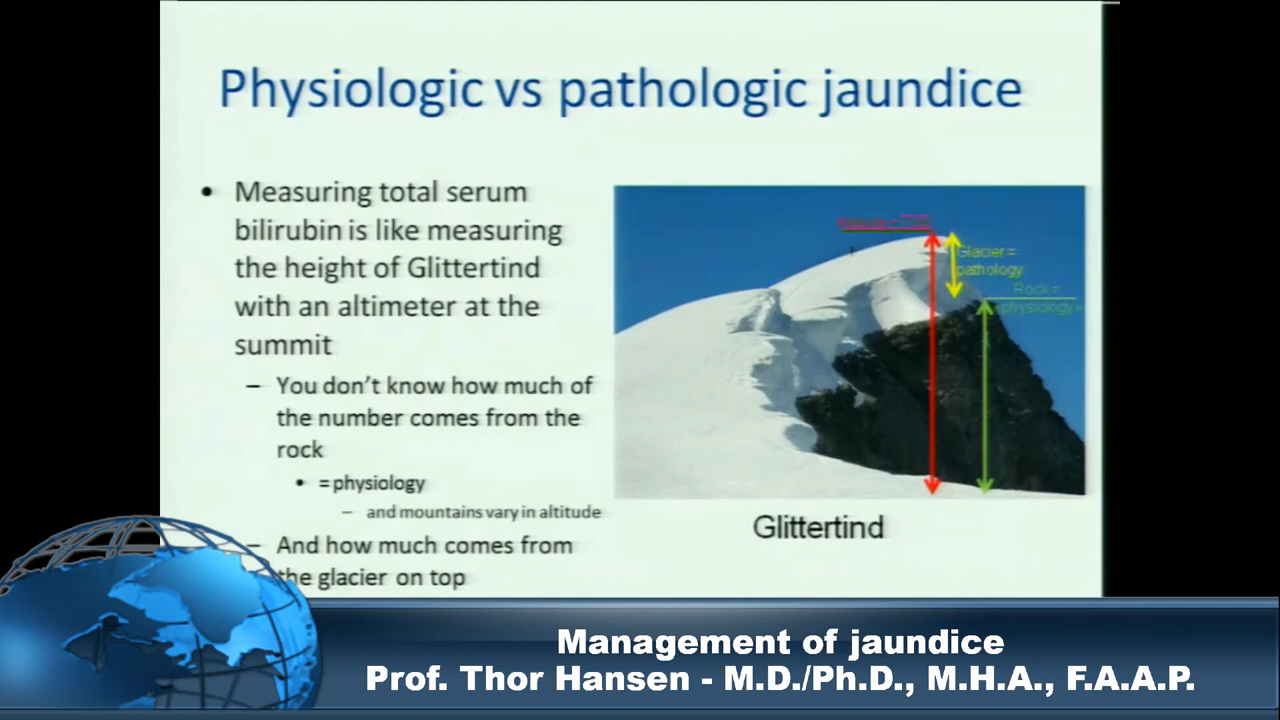 Physiologic vs pathologic jaundice
• Measuring total serum
bilirubin is like measuring
the height of Glittertind
with an altimeter at the
summit
– You don't know how much of
the number comes from the
rock
• = physiology
– and mountains vary in altitude
– And how much comes from
the glacier on top
Altitude = TSB
Glacier =
pathology
Rock =
«physiology»
Glittertind
Management of jaundice
Prof. Thor Hansen - M.D./Ph.D., M.H.A., F.A.A.P.